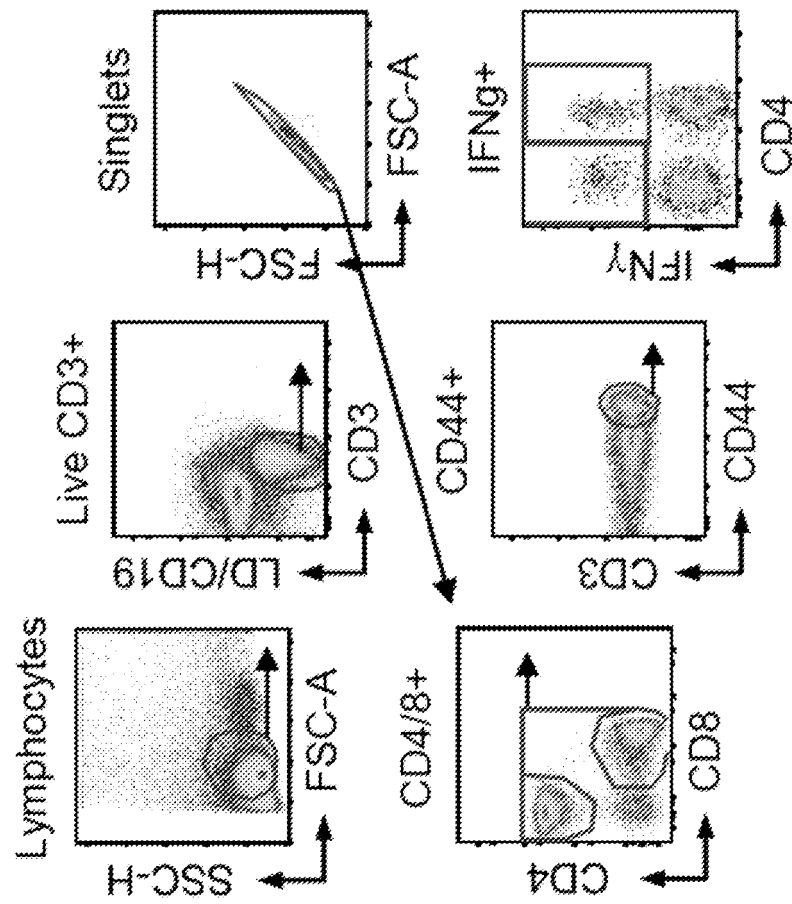 Lymphocytes
SSC-H
FSC-A
Live CD3+
LD/CD19
CD3
Singlets
FSC-H
FSC-A
CD4/8+
CD4
CD8
CD44+
CD3
CD44
IFNg+
IFNγ
CD4